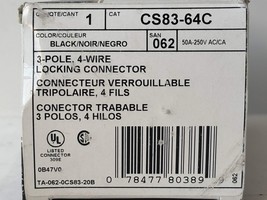 QUOTE/CANT 1 CAT CS83-64C
COLOR/COULEUR
BLACK/NOIR/NEGRO
SAN 062 50A-250V AC/CA
3-POLE, 4-WIRE
LOCKING CONNECTOR
CONNECTEUR VERROUILLABLE
TRIPOLAIRE, 4 FILS
CONECTOR TRABABLE
3 POLOS, 4 HILOS
UL
LISTED
CONNECTOR
0B47V0
TA-062-0CS83-20B
0 78477 80389
062